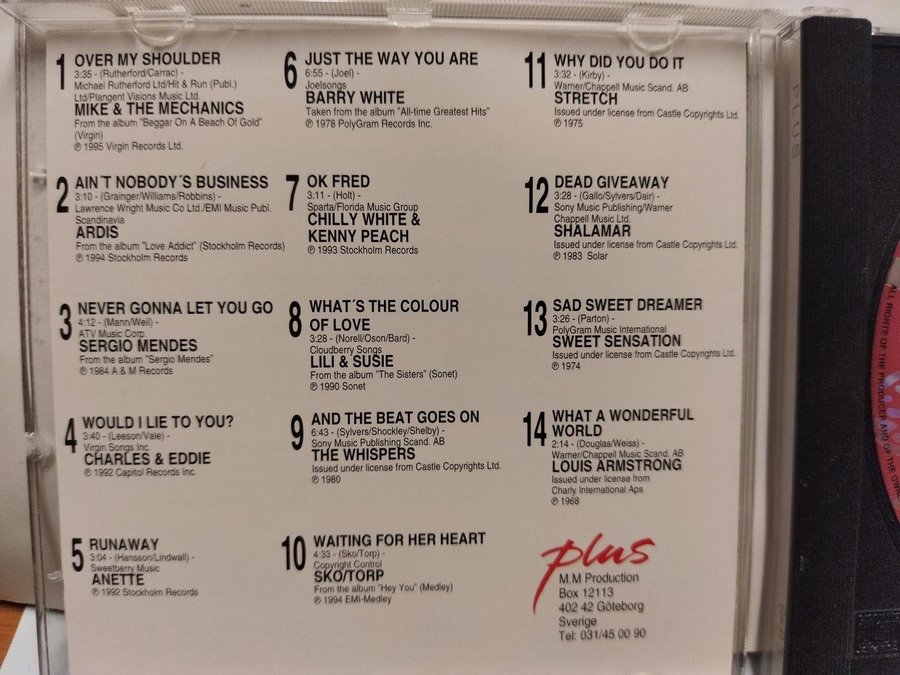 1 OVER MY SHOULDER
3:35 - (Rutherford/Carrac) -
Michael Rutherford Ltd/Hit & Run (Publ.)
Ltd/Plangent Visions Music Ltd.
MIKE & THE MECHANICS
From the album "Beggar On A Beach Of Gold"
(Virgin)
℗ 1995 Virgin Records Ltd.
2 AIN´T NOBODY´S BUSINESS
3:10 - (Grainger/Williams/Robbins) -
Lawrence Wright Music Co Ltd./EMI Music Publ.
Scandinavia
ARDIS
From the album "Love Addict" (Stockholm Records)
℗ 1994 Stockholm Records
3 NEVER GONNA LET YOU GO
4:12 - (Mann/Weil) -
ATV Music Corp.
SERGIO MENDES
From the album "Sergio Mendes"
℗ 1984 A & M Records
4 WOULD I LIE TO YOU?
3:40 - (Leeson/Vale) -
Virgin Songs Inc.
CHARLES & EDDIE
℗ 1992 Capitol Records Inc.
5 RUNAWAY
3:04 - (Hansson/Lindwall) -
Sweetberry Music
ANETTE
℗ 1992 Stockholm Records
6 JUST THE WAY YOU ARE
6:55 - (Joel) -
Joelsongs
BARRY WHITE
Taken from the album "All-time Greatest Hits"
℗ 1978 PolyGram Records Inc.
7 OK FRED
3:11 - (Holt) -
Sparta/Florida Music Group
CHILLY WHITE &
KENNY PEACH
℗ 1993 Stockholm Records
8 WHAT´S THE COLOUR
OF LOVE
3:28 - (Norell/Oson/Bard) -
Cloudberry Songs
LILI & SUSIE
From the album "The Sisters" (Sonet)
℗ 1990 Sonet
9 AND THE BEAT GOES ON
6:43 - (Sylvers/Shockley/Shelby) -
Sony Music Publishing Scand. AB
THE WHISPERS
Issued under license from Castle Copyrights Ltd.
℗ 1980
10 WAITING FOR HER HEART
4:33 - (Sko/Torp) -
Copyright Control
SKO/TORP
From the album "Hey You" (Medley)
℗ 1994 EMI-Medley
11 WHY DID YOU DO IT
3:32 - (Kirby) -
Warner/Chappell Music Scand. AB
STRETCH
Issued under license from Castle Copyrights Ltd.
℗ 1975
12 DEAD GIVEAWAY
3:28 - (Gallo/Sylvers/Dair) -
Sony Music Publishing/Warner
Chappell Music Ltd.
SHALAMAR
Issued under license from Castle Copyrights Ltd.
℗ 1983 Solar
13 SAD SWEET DREAMER
3:26 - (Parton) -
PolyGram Music International
SWEET SENSATION
Issued under license from Castle Copyrights Ltd.
℗ 1974
14 WHAT A WONDERFUL
WORLD
2:14 - (Douglas/Weiss) -
Warner/Chappell Music Scand. AB
LOUIS ARMSTRONG
Issued under license from
Charly International Aps
℗ 1968
plus
M.M Production
Box 12113
402 42 Göteborg
Sverige
Tel: 031/45 00 90
ALL RIGHTS OF THE PRODUCER AND OF THE